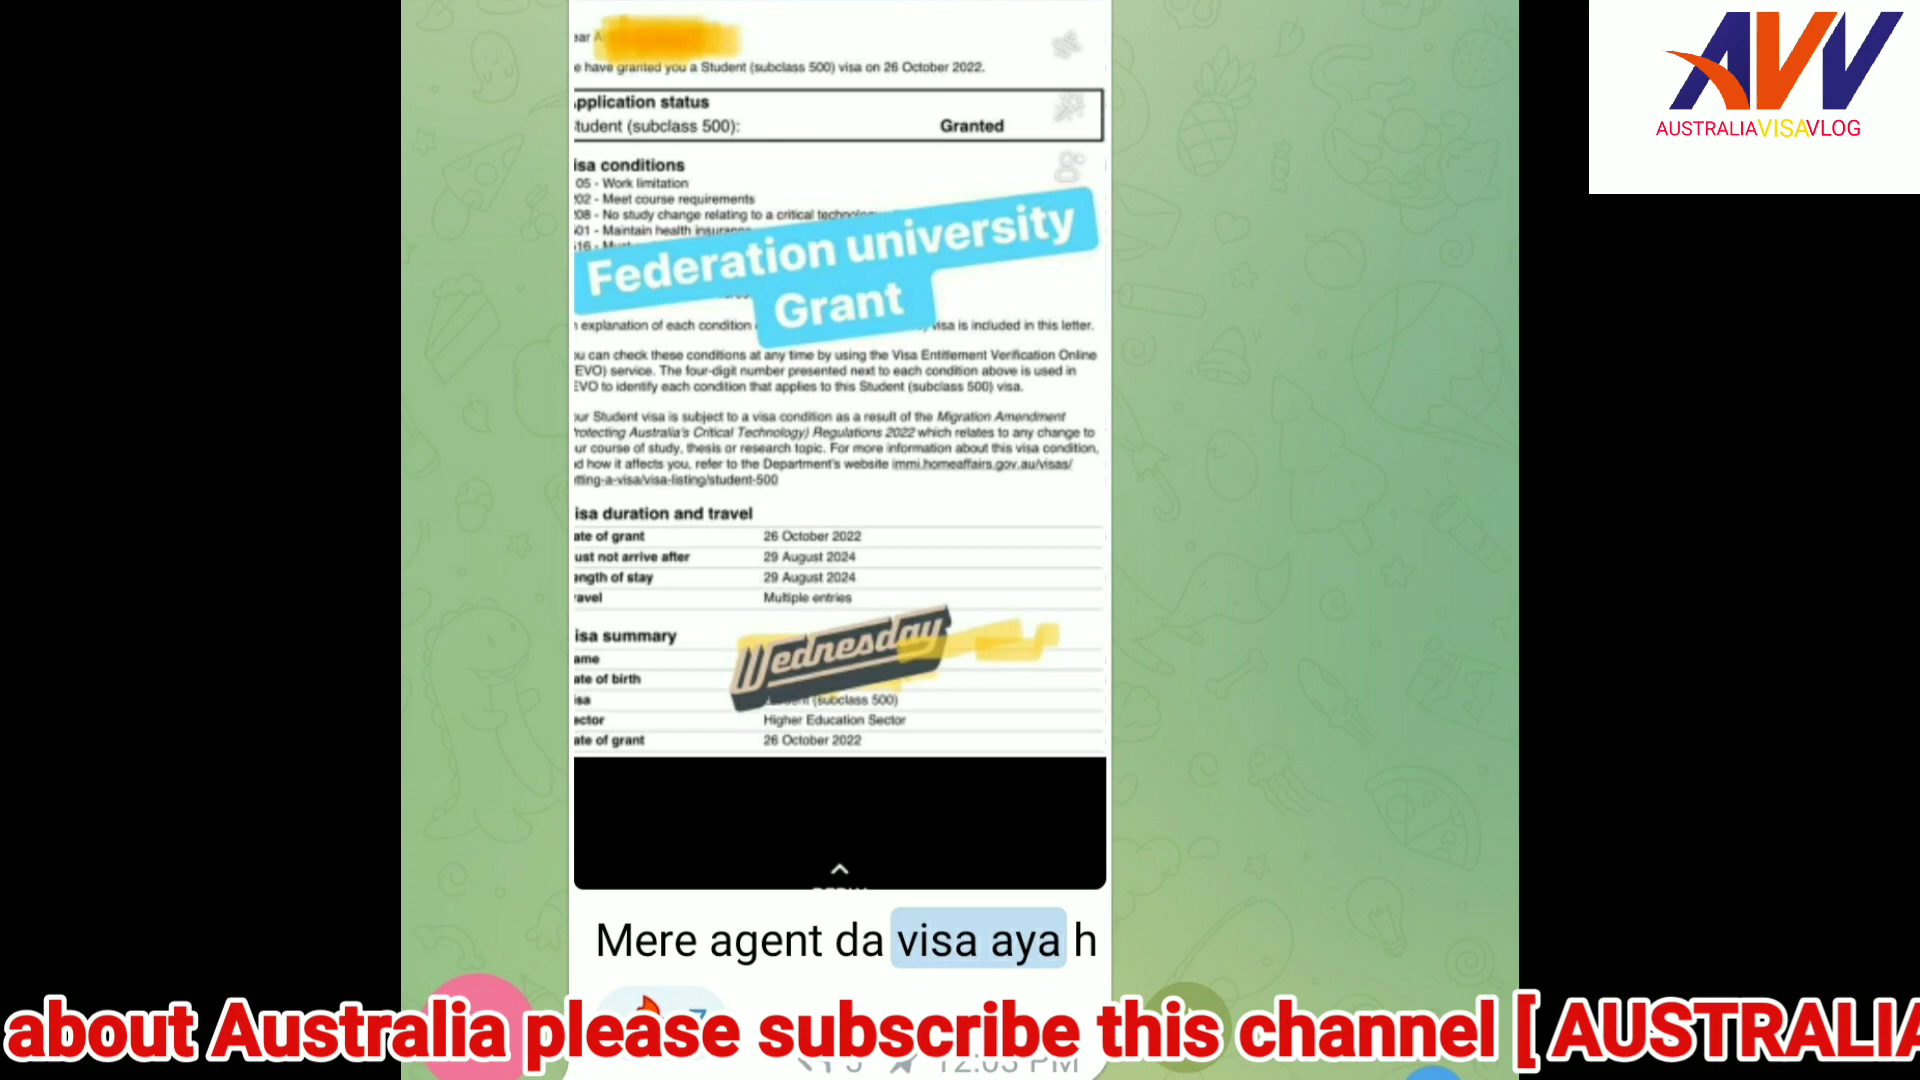 AVV
AUSTRALIAVISAVLOG
ear A
e have granted you a Student (subclass 500) visa on 26 October 2022.
pplication status
tudent (subclass 500): Granted
isa conditions
05 - Work limitation
02 - Meet course requirements
08 - No study change relating to a critical
01 - Maintain health insurance
16 -
Federation university
Grant
explanation of each condition visa is included in this letter.
ou can check these conditions at any time by using the Visa Entitlement Verification Online
EVO) service. The four-digit number presented next to each condition above is used in
EVO to identify each condition that applies to this Student (subclass 500) visa.
our Student visa is subject to a visa condition as a result of the Migration Amendment
rotecting Australia's Critical Technology) Regulations 2022 which relates to any change to
ur course of study, thesis or research topic. For more information about this visa condition,
d how it affects you, refer to the Department's website immi.homeaffairs.gov.au/visas/
tting-a-visa/visa-listing/student-500
isa duration and travel
ate of grant 26 October 2022
ust not arrive after 29 August 2024
ength of stay 29 August 2024
ravel Multiple entries
Wednesday
isa summary
ame
ate of birth
isa (subclass 500)
ector Higher Education Sector
ate of grant 26 October 2022
Mere agent da visa aya h
about Australia please subscribe this channel [ AUSTRALIA
12:03 PM